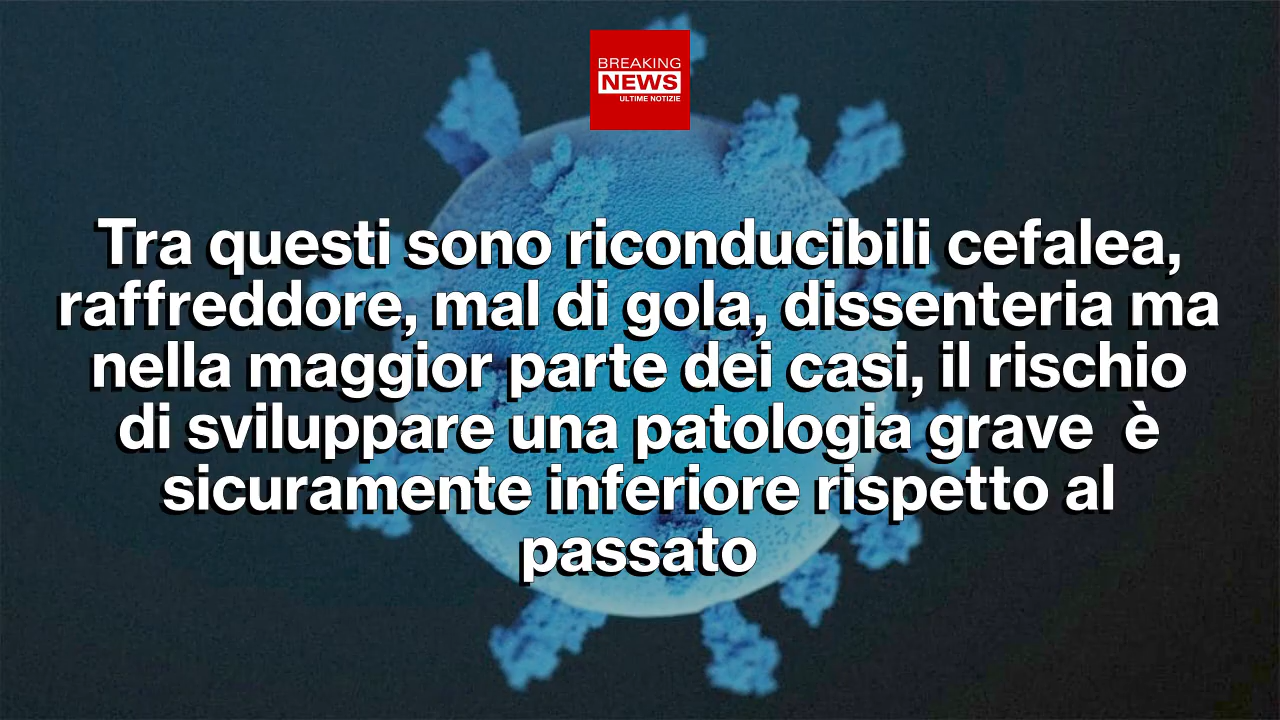 BREAKING
NEWS
ULTIME NOTIZIE
Tra questi sono riconducibili cefalea,
raffreddore, mal di gola, dissenteria ma
nella maggior parte dei casi, il rischio
di sviluppare una patologia grave  è
sicuramente inferiore rispetto al
passato